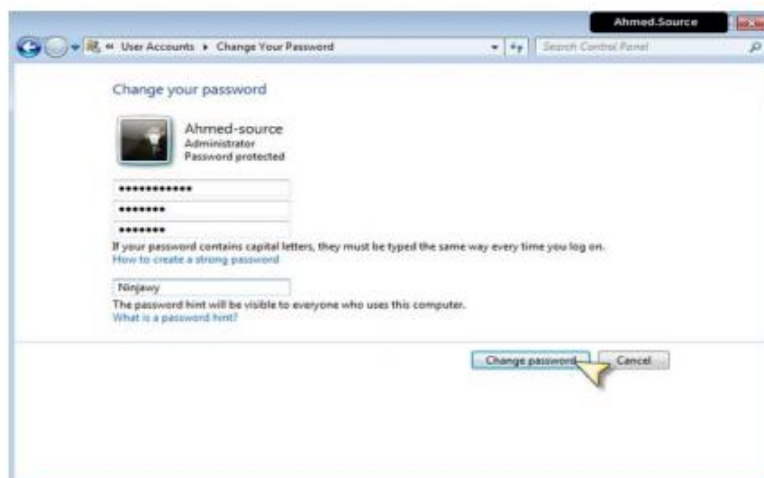 Ahmed.Source
« User Accounts ▸ Change Your Password
Search Control Panel
Change your password
Ahmed-source
Administrator
Password protected
•••••••••••
•••••••
•••••••
If your password contains capital letters, they must be typed the same way every time you log on.
How to create a strong password
Ninjawy
The password hint will be visible to everyone who uses this computer.
What is a password hint?
Change password
Cancel